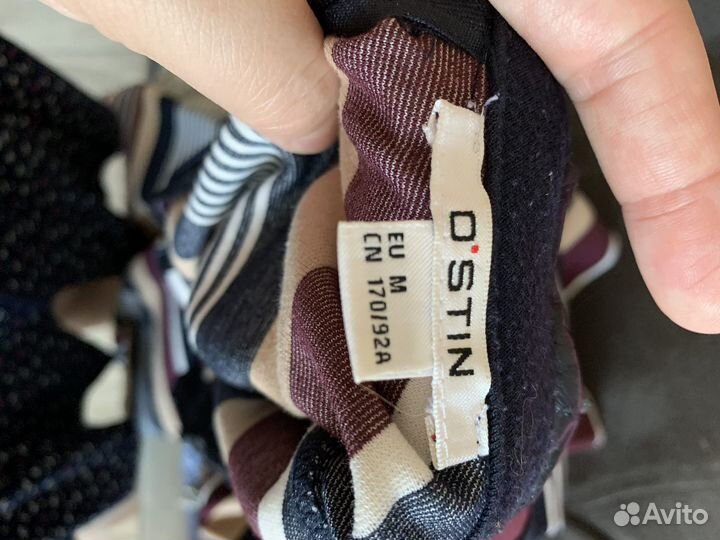 O'STIN
EU M
CN 170/92A
Avito